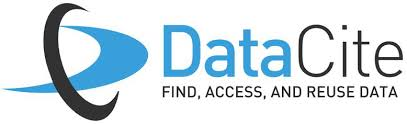 DataCite
FIND, ACCESS, AND REUSE DATA